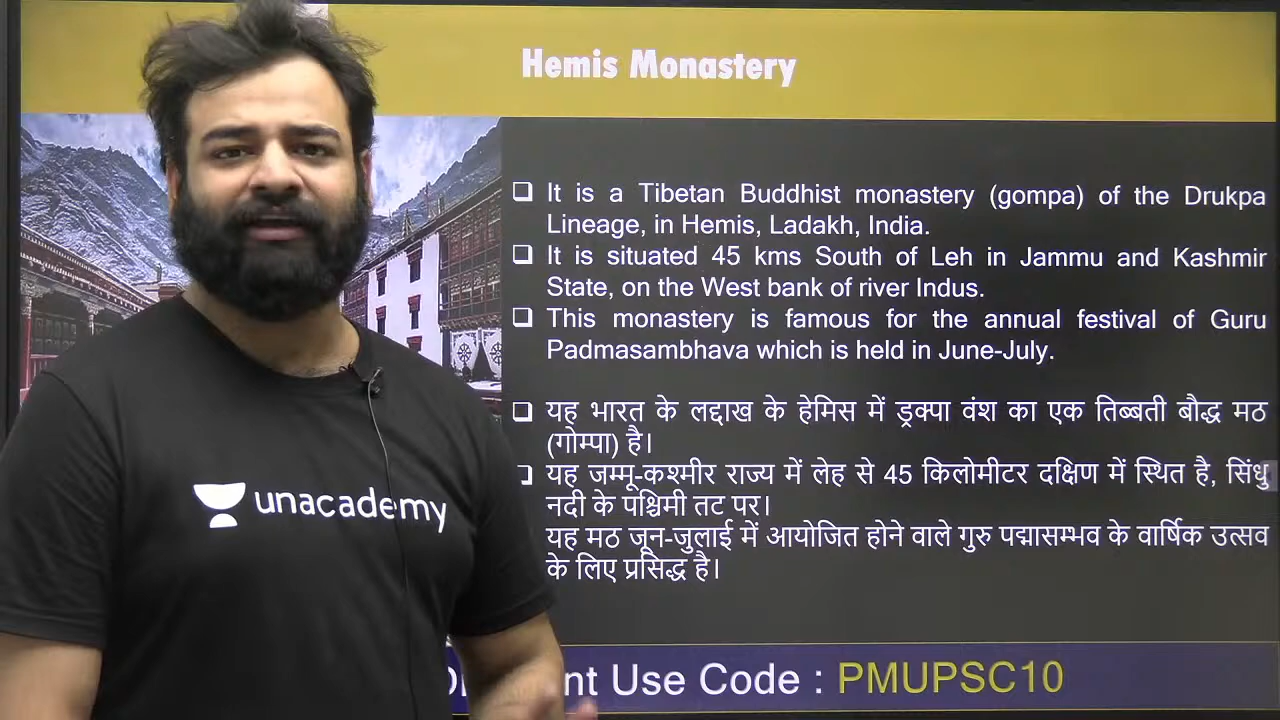 Hemis Monastery
It is a Tibetan Buddhist monastery (gompa) of the Drukpa
Lineage, in Hemis, Ladakh, India.
It is situated 45 kms South of Leh in Jammu and Kashmir
State, on the West bank of river Indus.
This monastery is famous for the annual festival of Guru
Padmasambhava which is held in June-July.
यह भारत के लद्दाख के हेमिस में ड्रक्पा वंश का एक तिब्बती बौद्ध मठ
(गोम्पा) है।
यह जम्मू-कश्मीर राज्य में लेह से 45 किलोमीटर दक्षिण में स्थित है, सिंधु
नदी के पश्चिमी तट पर।
यह मठ जून-जुलाई में आयोजित होने वाले गुरु पद्मासम्भव के वार्षिक उत्सव
के लिए प्रसिद्ध है।
unacademy
Use Code : PMUPSC10